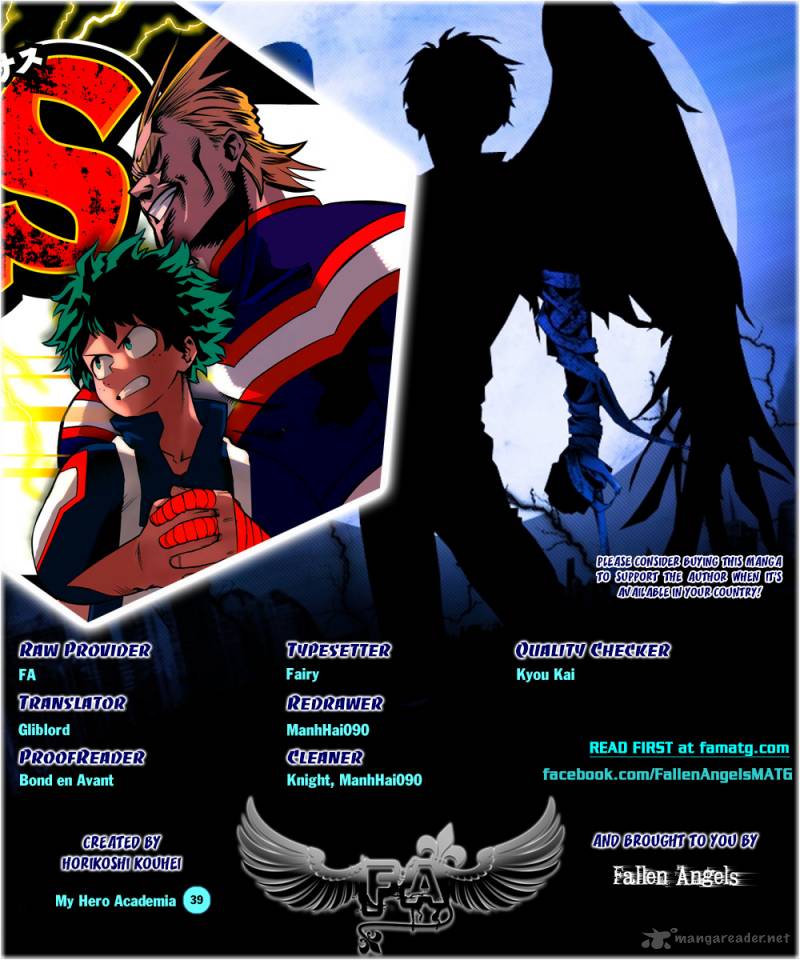 ナス
S
PLEASE CONSIDER BUYING THIS MANGA
TO SUPPORT THE AUTHOR WHEN IT'S
AVAILABLE IN YOUR COUNTRY!
RAW PROVIDER
FA
TRANSLATOR
Gliblord
PROOFREADER
Bond en Avant
TYPESETTER
Fairy
REDRAWER
ManhHai090
CLEANER
Knight, ManhHai090
QUALITY CHECKER
Kyou Kai
READ FIRST at famatg.com
facebook.com/FallenAngelsMATG
CREATED BY
HORIKOSHI KOUHEI
My Hero Academia 39
FA
AND BROUGHT TO YOU BY
Fallen Angels
mangareader.net